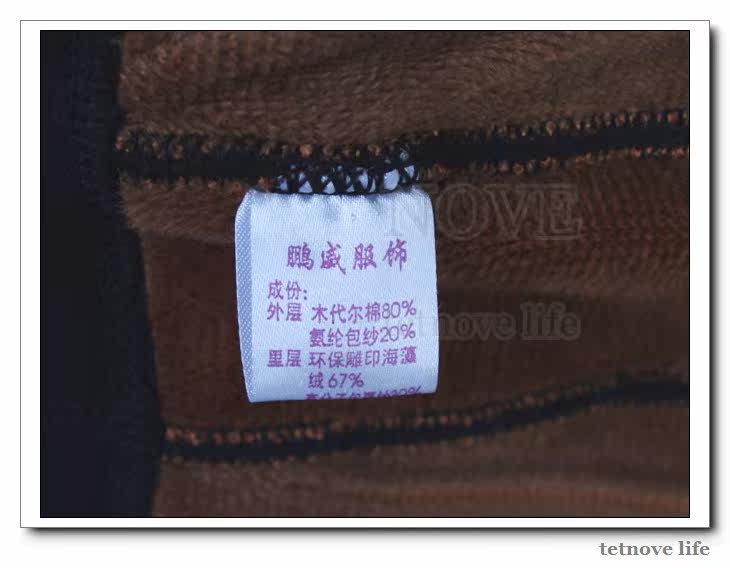 鹏威服饰
成份:
外层 木代尔棉80%
氨纶包纱20%
里层 环保雕印海藻
绒67%
NOVE
tetnove life
tetnove life